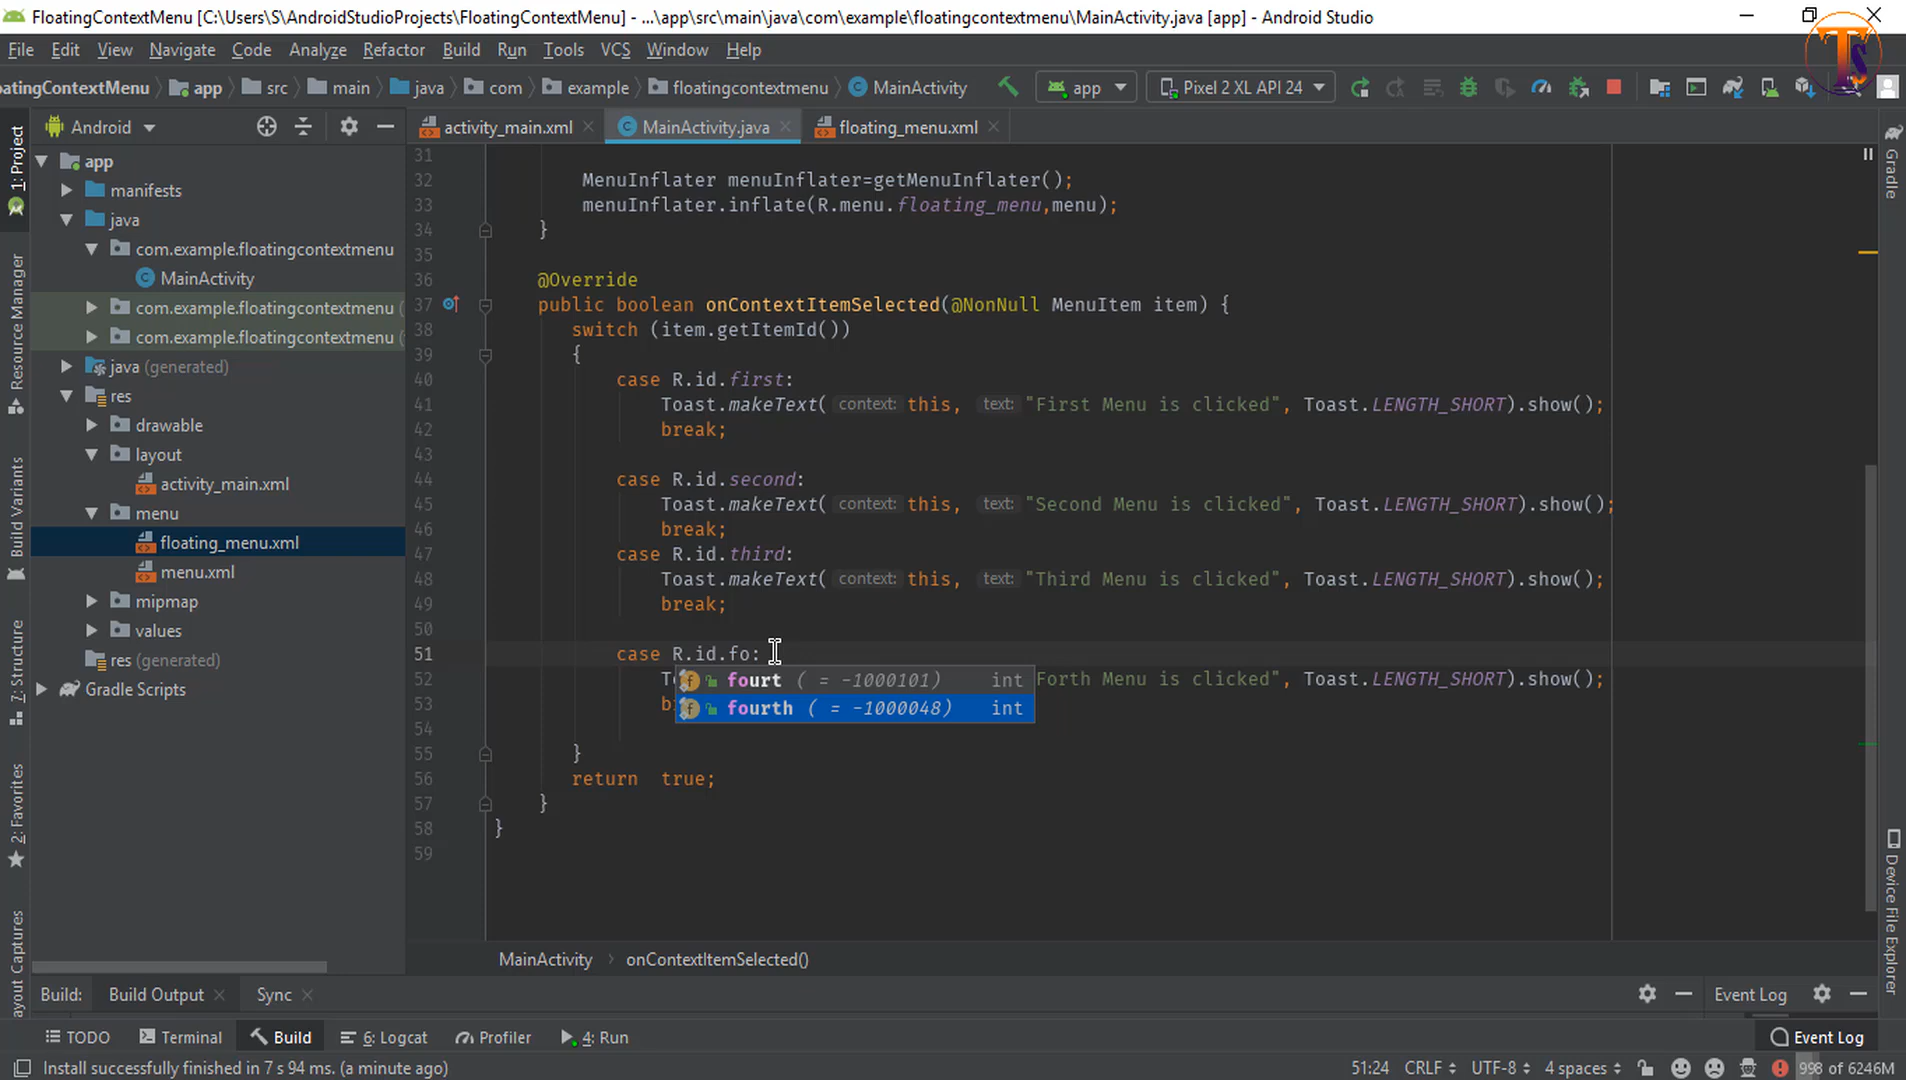 FloatingContextMenu [C:\Users\S\AndroidStudioProjects\FloatingContextMenu] - ...\app\src\main\java\com\example\floatingcontextmenu\MainActivity.java [app] - Android Studio
File Edit View Navigate Code Analyze Refactor Build Run Tools VCS Window Help
TS
oatingContextMenu app src main java com example floatingcontextmenu MainActivity app Pixel 2 XL API 24
Android activity_main.xml MainActivity.java floating_menu.xml
1: Project
Resource Manager
Build Variants
7: Structure
2: Favorites
ayout Captures
Gradle
Device File Explorer
app
manifests
java
com.example.floatingcontextmenu
MainActivity
com.example.floatingcontextmenu (
com.example.floatingcontextmenu (
java (generated)
res
drawable
layout
activity_main.xml
menu
floating_menu.xml
menu.xml
mipmap
values
res (generated)
Gradle Scripts
31
32 MenuInflater menuInflater=getMenuInflater();
33 menuInflater.inflate(R.menu.floating_menu,menu);
34 }
35
36 @Override
37 public boolean onContextItemSelected(@NonNull MenuItem item) {
38 switch (item.getItemId())
39 {
40 case R.id.first:
41 Toast.makeText( context: this, text: "First Menu is clicked", Toast.LENGTH_SHORT).show();
42 break;
43
44 case R.id.second:
45 Toast.makeText( context: this, text: "Second Menu is clicked", Toast.LENGTH_SHORT).show();
46 break;
47 case R.id.third:
48 Toast.makeText( context: this, text: "Third Menu is clicked", Toast.LENGTH_SHORT).show();
49 break;
50
51 case R.id.fo:
52 T Forth Menu is clicked", Toast.LENGTH_SHORT).show();
fourt ( = -1000101) int
53 b
fourth ( = -1000048) int
54
55 }
56 return true;
57 }
58 }
59
MainActivity onContextItemSelected()
Build: Build Output Sync Event Log
TODO Terminal Build 6: Logcat Profiler 4: Run Event Log
Install successfully finished in 7 s 94 ms. (a minute ago) 51:24 CRLF UTF-8 4 spaces 998 of 6246M